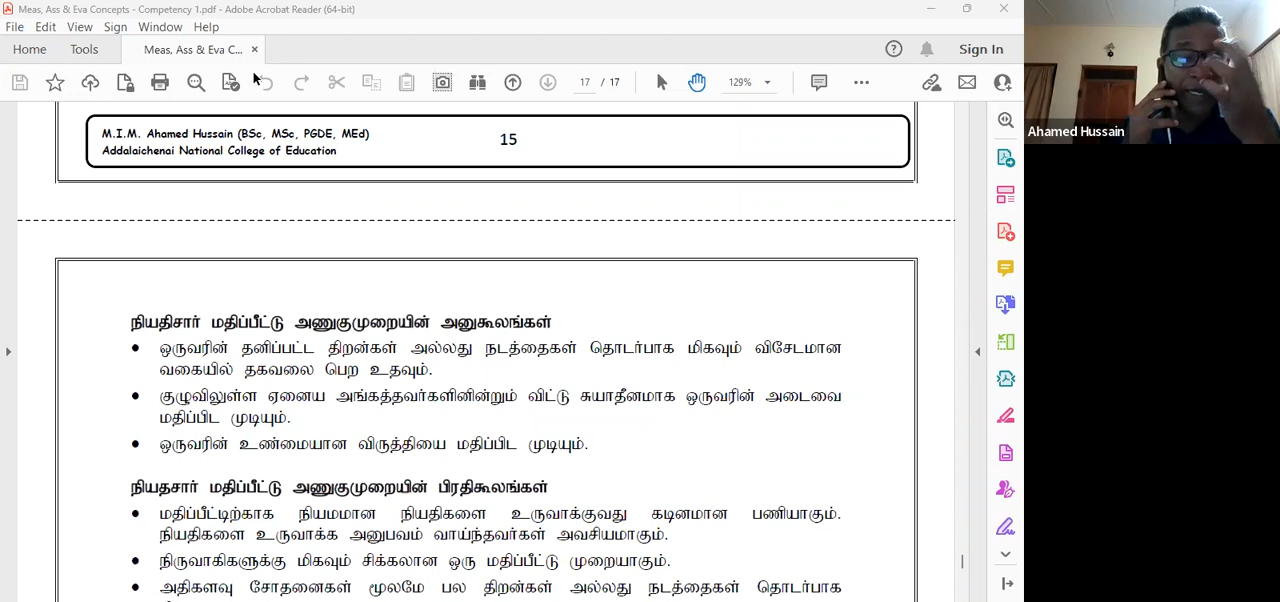 Meas, Ass & Eva Concepts - Competency 1.pdf - Adobe Acrobat Reader (64-bit)
File Edit View Sign Window Help
Home Tools Meas, Ass & Eva C... × Sign In
17 / 17 129%
Ahamed Hussain
M.I.M. Ahamed Hussain (BSc, MSc, PGDE, MEd)
Addalaichenai National College of Education
15
நியதிசார் மதிப்பீட்டு அணுகுமுறையின் அனுகூலங்கள்
● ஒருவரின் தனிப்பட்ட திறன்கள் அல்லது நடத்தைகள் தொடர்பாக மிகவும் விசேடமான
வகையில் தகவலை பெற உதவும்.
● குழுவிலுள்ள ஏனைய அங்கத்தவர்களினின்றும் விட்டு சுயாதீனமாக ஒருவரின் அடைவை
மதிப்பிட முடியும்.
● ஒருவரின் உண்மையான விருத்தியை மதிப்பிட முடியும்.
நியதசார் மதிப்பீட்டு அணுகுமுறையின் பிரதிகூலங்கள்
● மதிப்பீட்டிற்காக நியமமான நியதிகளை உருவாக்குவது கடினமான பணியாகும்.
நியதிகளை உருவாக்க அனுபவம் வாய்ந்தவர்கள் அவசியமாகும்.
● நிருவாகிகளுக்கு மிகவும் சிக்கலான ஒரு மதிப்பீட்டு முறையாகும்.
● அதிகளவு சோதனைகள் மூலமே பல திறன்கள் அல்லது நடத்தைகள் தொடர்பாக